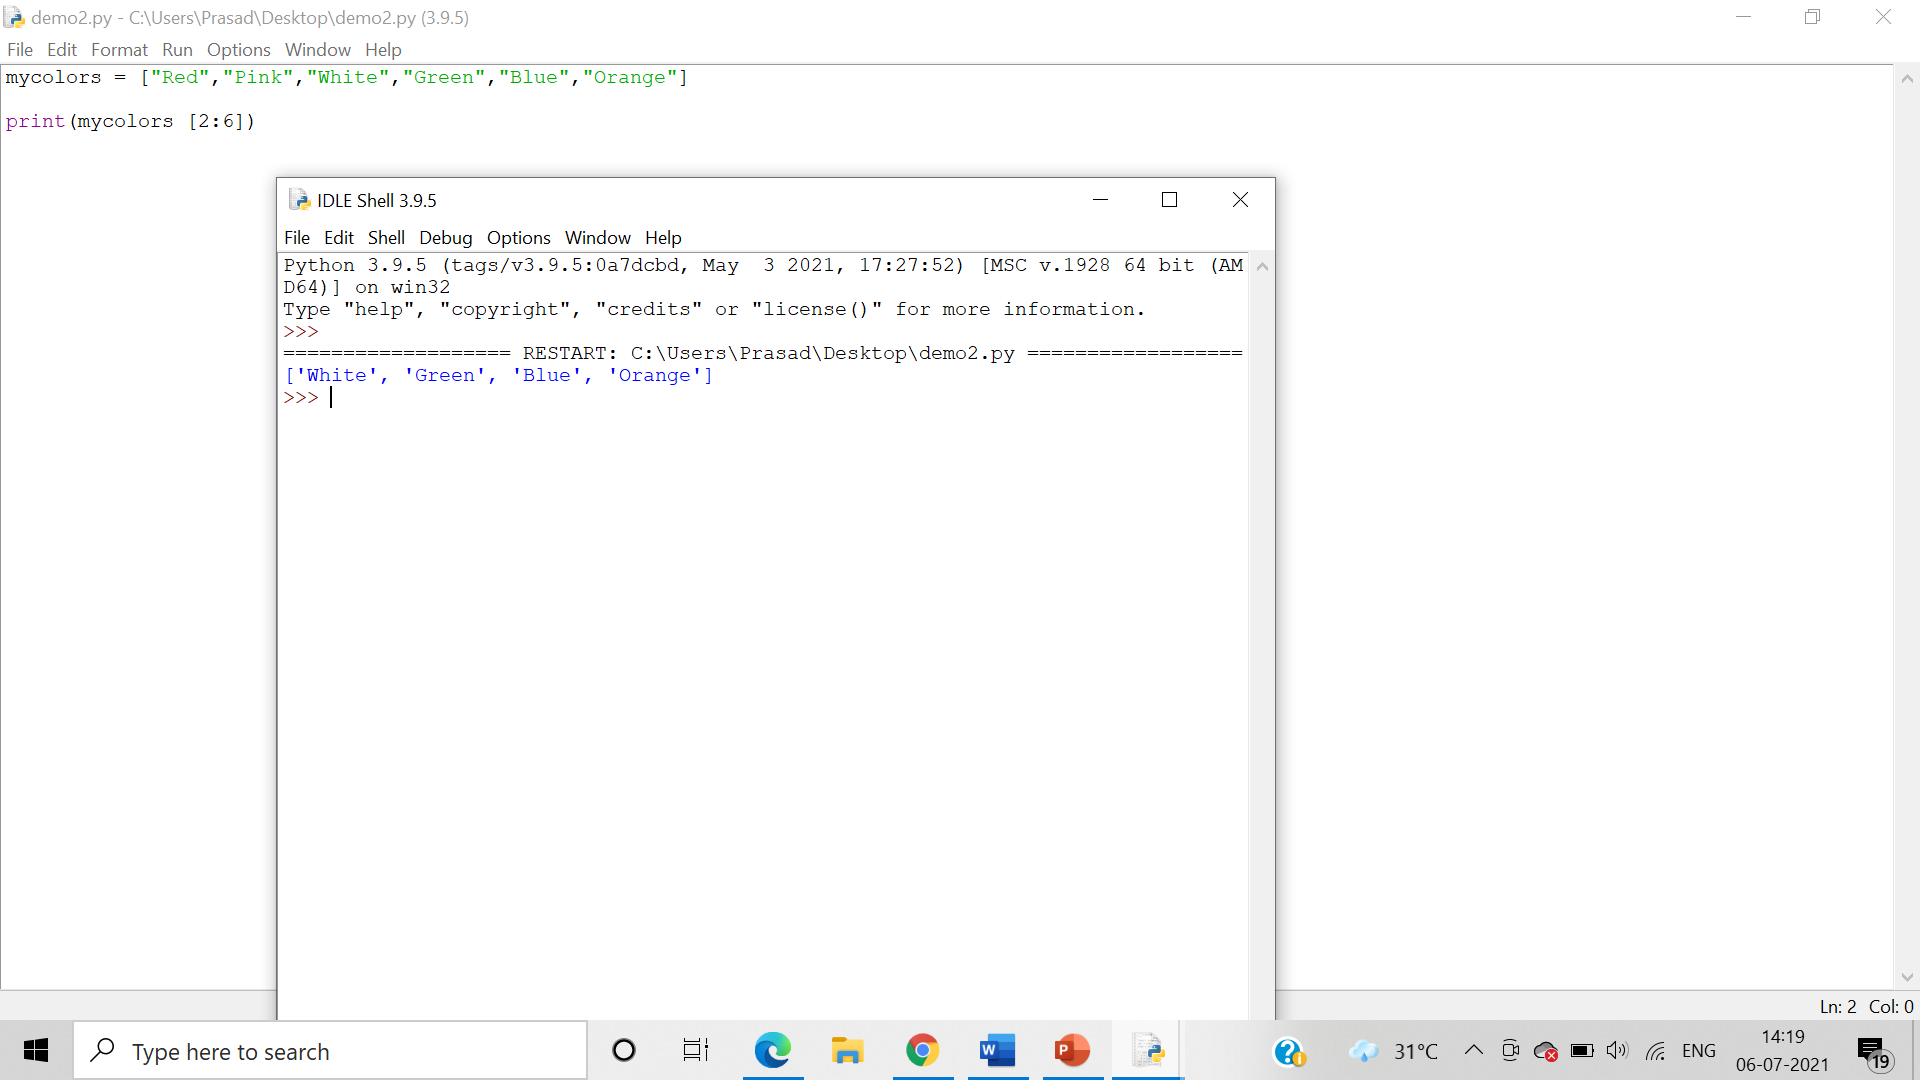 demo2.py - C:\Users\Prasad\Desktop\demo2.py (3.9.5)
File Edit Format Run Options Window Help
mycolors = ["Red","Pink","White","Green","Blue","Orange"]
print(mycolors [2:6])
IDLE Shell 3.9.5
File Edit Shell Debug Options Window Help
Python 3.9.5 (tags/v3.9.5:0a7dcbd, May  3 2021, 17:27:52) [MSC v.1928 64 bit (AM
D64)] on win32
Type "help", "copyright", "credits" or "license()" for more information.
>>>
=================== RESTART: C:\Users\Prasad\Desktop\demo2.py ==================
['White', 'Green', 'Blue', 'Orange']
>>>
Ln: 2 Col: 0
Type here to search
31°C
ENG
14:19
06-07-2021
19